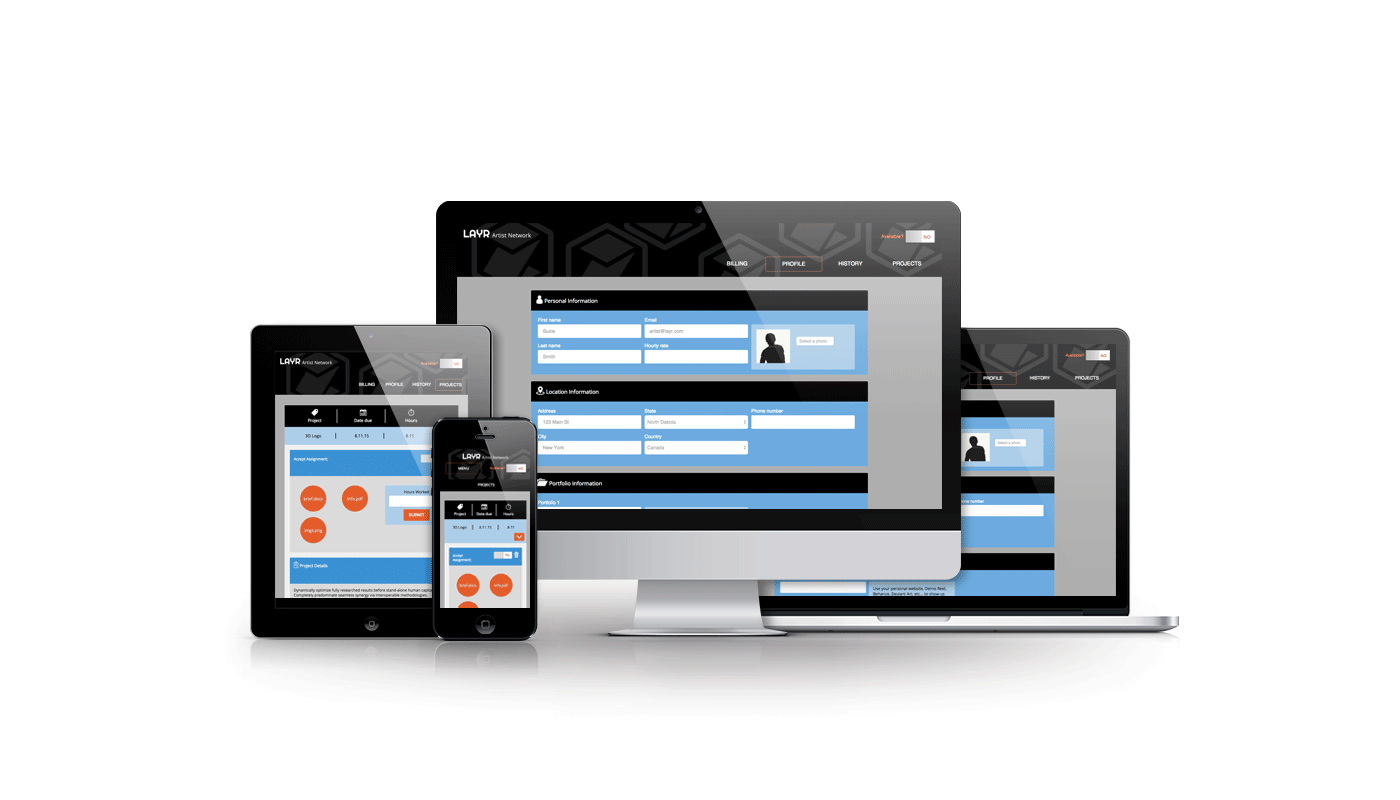 LAYR Artist Network
Available? NO
BILLING PROFILE HISTORY PROJECTS
Personal Information
First name Email
Suzie artist@layr.com
Select a photo
Last name Hourly rate
Smith
Location Information
Address State Phone number
123 Main St North Dakota
City Country
New York Canada
Portfolio Information
Portfolio 1
LAYR Artist Network
Available? NO
BILLING PROFILE HISTORY PROJECTS
Project Date due Hours
3D Logo 8.11.15 8:11
Accept Assignment
brief.docx info.pdf
Hours Worked
SUBMIT
imgs.png
Project Details
Dynamically optimize fully researched results before stand-alone human capital
Completely predominate seamless synergy via interoperable methodologies.
LAYR Artist Network
MENU Available? NO
PROJECTS
Project Date due Hours
3D Logo 8.11.15 8:11
Accept
Assignment
No
brief.docx info.pdf
Available? NO
PROFILE HISTORY PROJECTS
Select a photo
number
Use your personal website, Demo Reel,
Behance, Deviant Art, etc... to show us